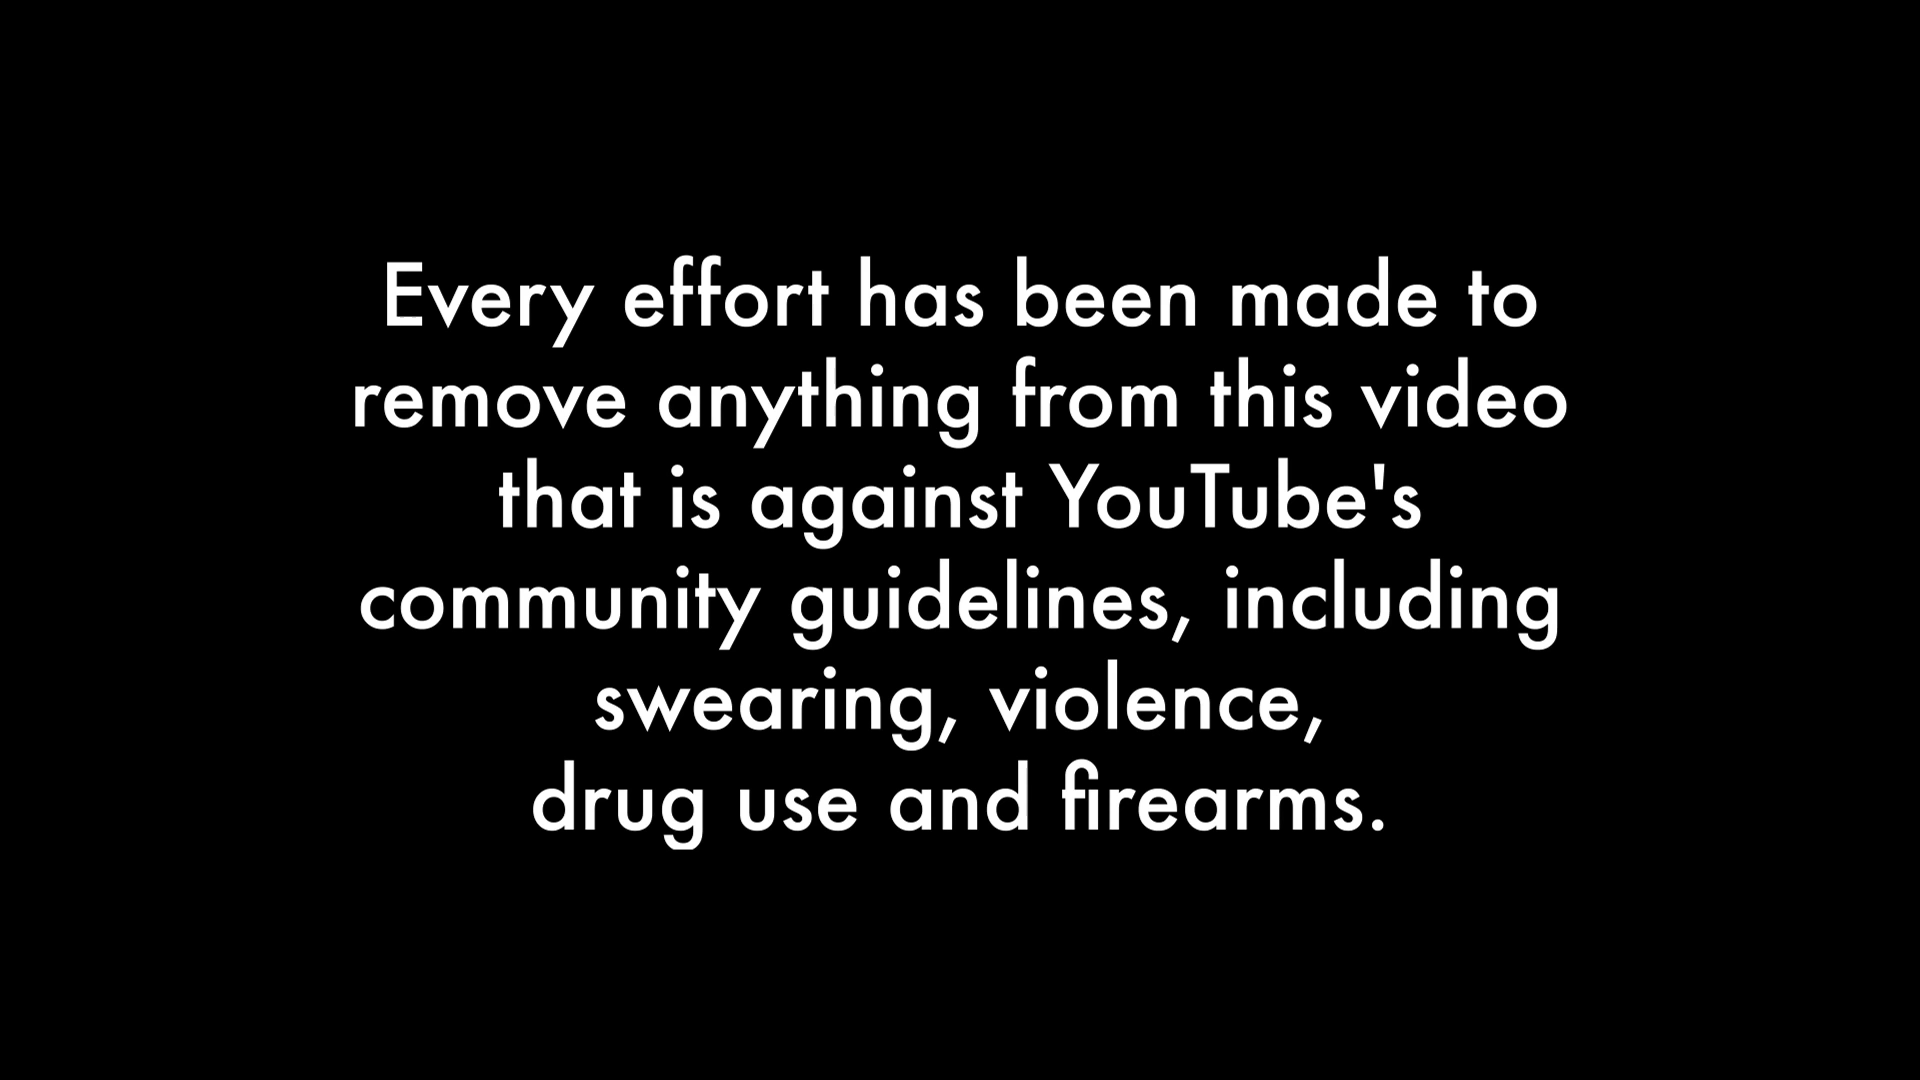 Every effort has been made to
remove anything from this video
that is against YouTube's
community guidelines, including
swearing, violence,
drug use and firearms.